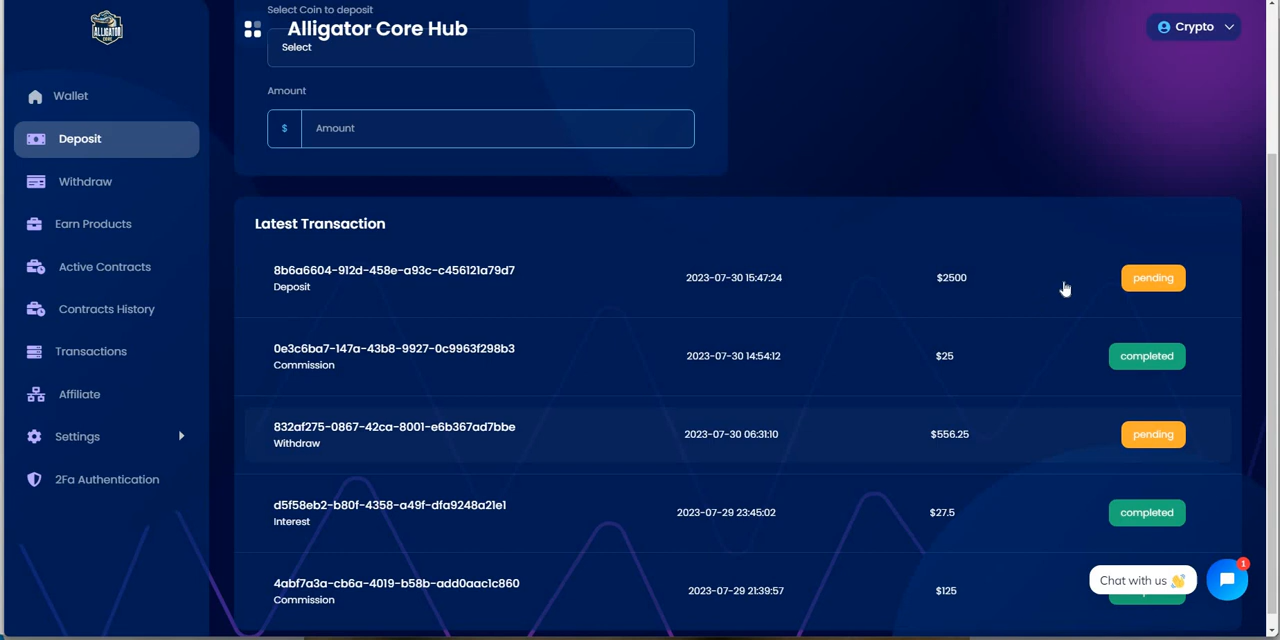 Select Coin to deposit
Alligator Core Hub
Crypto
Select
ALLIGATOR
CORE
Wallet
Deposit
Withdraw
Earn Products
Active Contracts
Contracts History
Transactions
Affiliate
Settings
2Fa Authentication
Amount
$ Amount
Latest Transaction
8b6a6604-912d-458e-a93c-c456121a79d7
Deposit
2023-07-30 15:47:24
$2500
pending
0e3c6ba7-147a-43b8-9927-0c9963f298b3
Commission
2023-07-30 14:54:12
$25
completed
832af275-0867-42ca-8001-e6b367ad7bbe
Withdraw
2023-07-30 06:31:10
$556.25
pending
d5f58eb2-b80f-4358-a49f-dfa9248a21e1
Interest
2023-07-29 23:45:02
$27.5
completed
4abf7a3a-cb6a-4019-b58b-add0aac1c860
Commission
2023-07-29 21:39:57
$125
Chat with us 👋
1